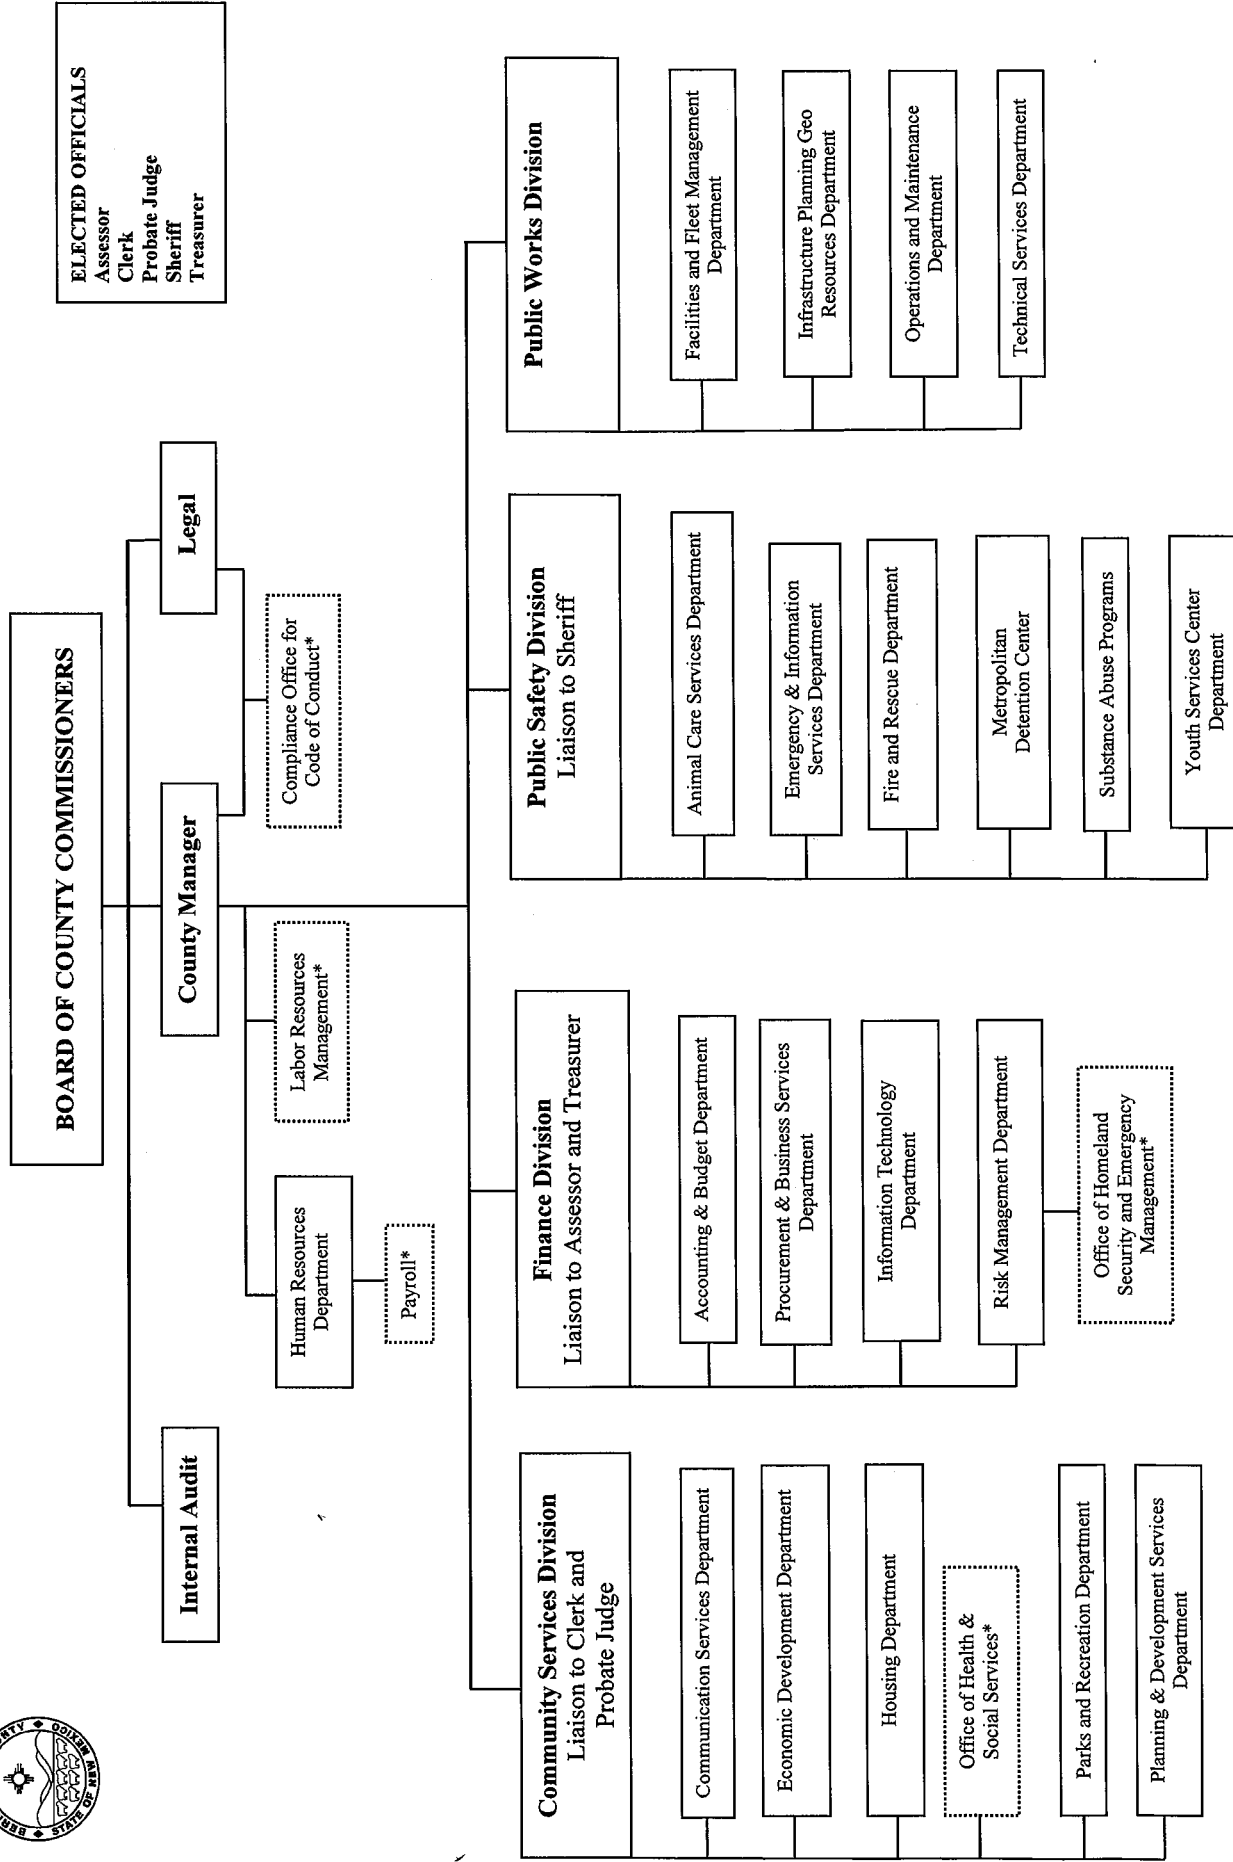 BERN
NTY
STATE OF NEW MEXICO
BOARD OF COUNTY COMMISSIONERS
ELECTED OFFICIALS
Assessor
Clerk
Probate Judge
Sheriff
Treasurer
Internal Audit
County Manager
Legal
Human Resources
Department
Payroll*
Labor Resources
Management*
Compliance Office for
Code of Conduct*
Community Services Division
Liaison to Clerk and
Probate Judge
Communication Services Department
Economic Development Department
Housing Department
Office of Health &
Social Services*
Parks and Recreation Department
Planning & Development Services
Department
Finance Division
Liaison to Assessor and Treasurer
Accounting & Budget Department
Procurement & Business Services
Department
Information Technology
Department
Risk Management Department
Office of Homeland
Security and Emergency
Management*
Public Safety Division
Liaison to Sheriff
Animal Care Services Department
Emergency & Information
Services Department
Fire and Rescue Department
Metropolitan
Detention Center
Substance Abuse Programs
Youth Services Center
Department
Public Works Division
Facilities and Fleet Management
Department
Infrastructure Planning Geo
Resources Department
Operations and Maintenance
Department
Technical Services Department